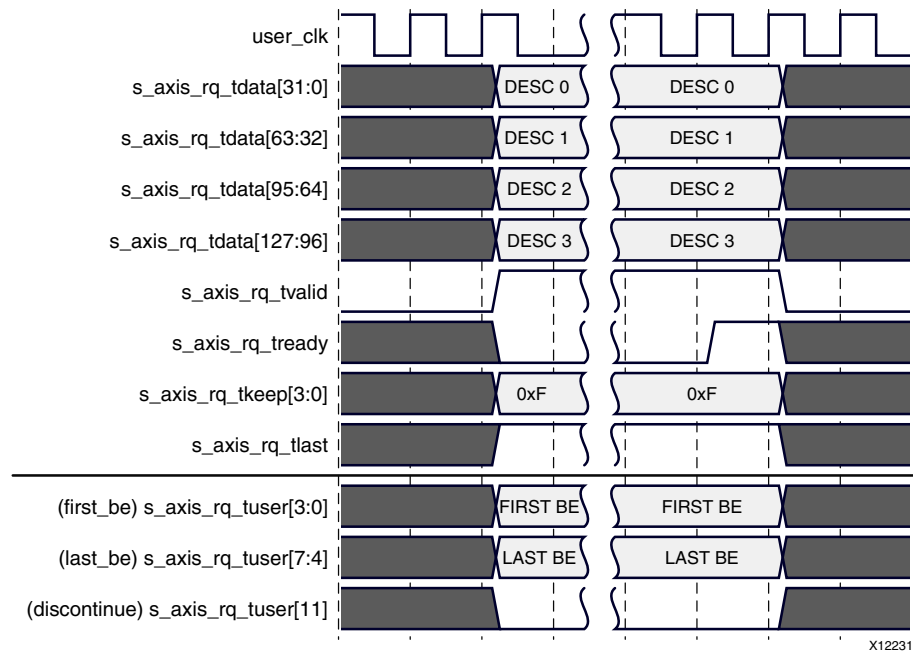 user_clk
s_axis_rq_tdata[31:0] DESC 0 DESC 0
s_axis_rq_tdata[63:32] DESC 1 DESC 1
s_axis_rq_tdata[95:64] DESC 2 DESC 2
s_axis_rq_tdata[127:96] DESC 3 DESC 3
s_axis_rq_tvalid
s_axis_rq_tready
s_axis_rq_tkeep[3:0] 0xF 0xF
s_axis_rq_tlast
(first_be) s_axis_rq_tuser[3:0] FIRST BE FIRST BE
(last_be) s_axis_rq_tuser[7:4] LAST BE LAST BE
(discontinue) s_axis_rq_tuser[11]
X12231